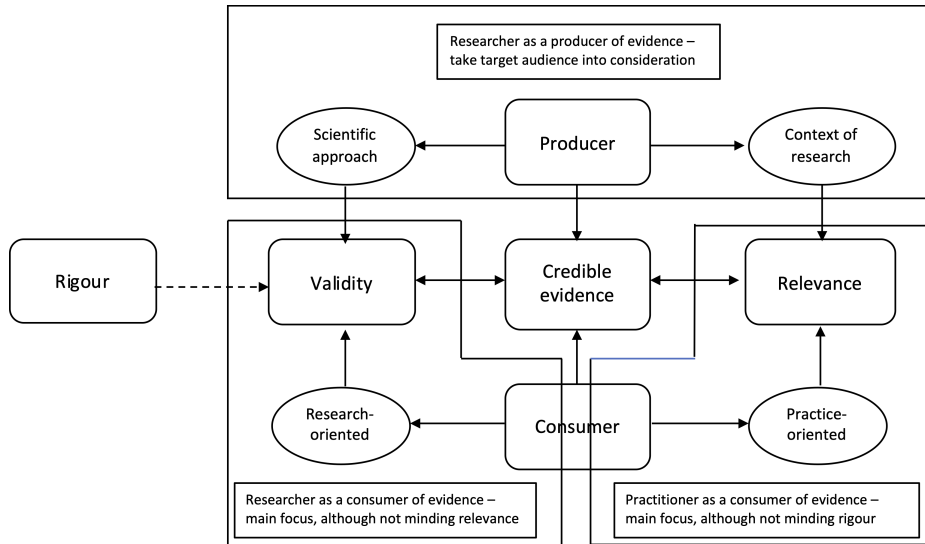 Researcher as a producer of evidence –
take target audience into consideration
Scientific
approach
Producer
Context of
research
Rigour
Validity
Credible
evidence
Relevance
Research-
oriented
Consumer
Practice-
oriented
Researcher as a consumer of evidence –
main focus, although not minding relevance
Practitioner as a consumer of evidence –
main focus, although not minding rigour